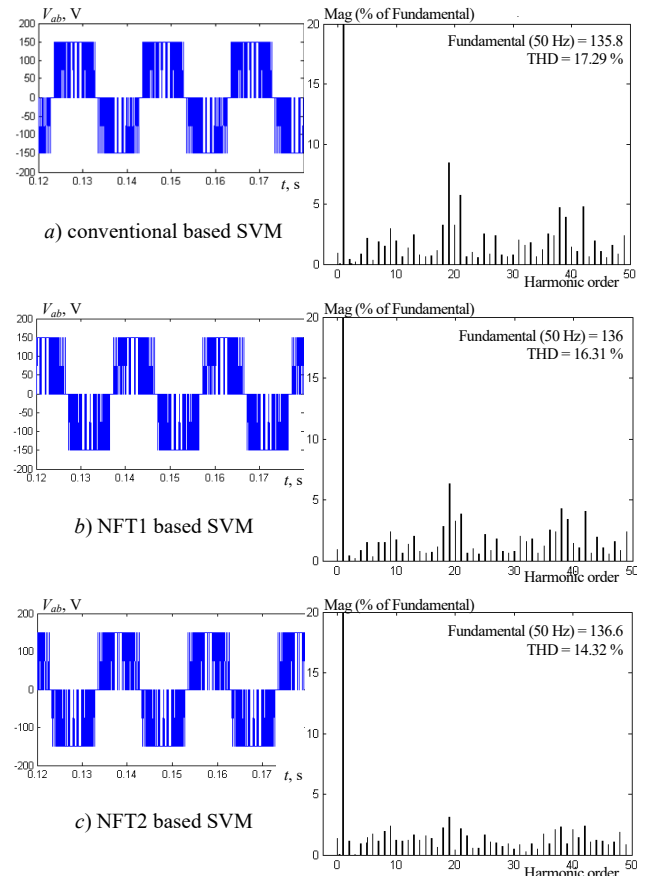 V_ab, V
200
150
100
50
0
-50
-100
-150
-200
0.12 0.13 0.14 0.15 0.16 0.17
t, s
a) conventional based SVM
Mag (% of Fundamental)
Fundamental (50 Hz) = 135.8
THD = 17.29 %
20
15
10
5
0
0 10 20 30 40 50
Harmonic order
V_ab, V
200
150
100
50
0
-50
-100
-150
-200
0.12 0.13 0.14 0.15 0.16 0.17
t, s
b) NFT1 based SVM
Mag (% of Fundamental)
Fundamental (50 Hz) = 136
THD = 16.31 %
20
15
10
5
0
0 10 20 30 40 50
Harmonic order
V_ab, V
200
100
0
-100
-200
0.12 0.13 0.14 0.15 0.16 0.17
t, s
c) NFT2 based SVM
Mag (% of Fundamental)
Fundamental (50 Hz) = 136.6
THD = 14.32 %
20
15
10
5
0
0 10 20 30 40 50
Harmonic order